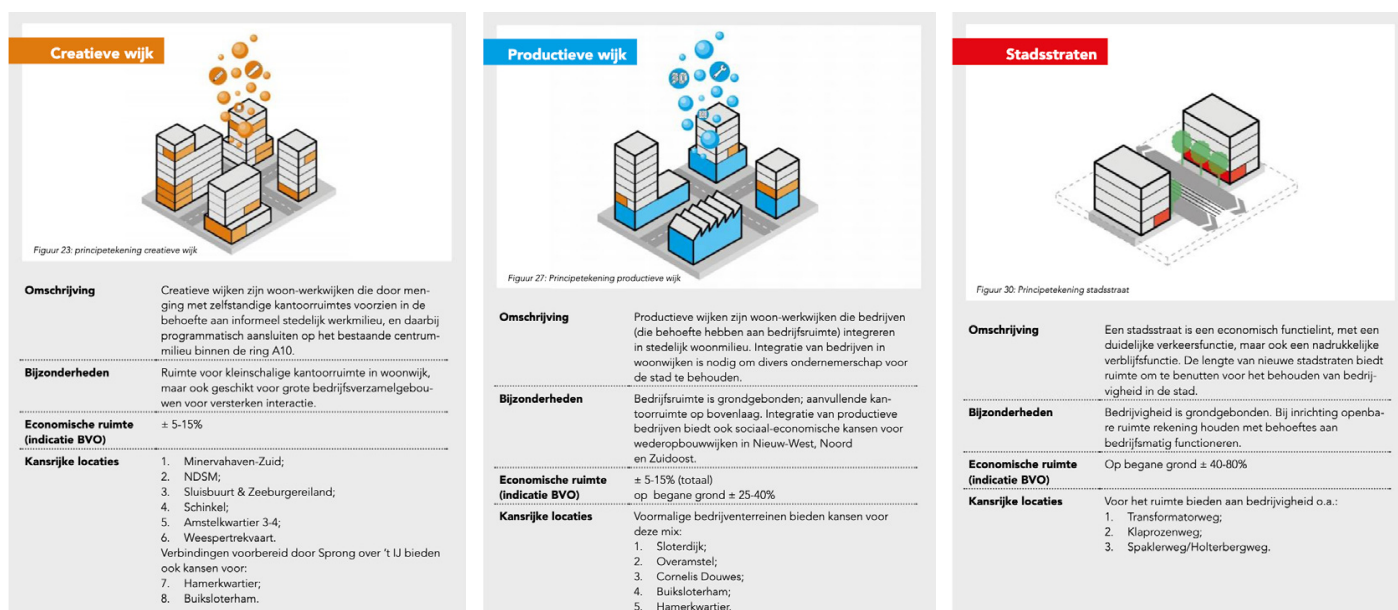 Creatieve wijk
Figuur 23: principetekening creatieve wijk
Omschrijving
Creatieve wijken zijn woon-werkwijken die door men-
ging met zelfstandige kantoorruimtes voorzien in de
behoefte aan informeel stedelijk werkmilieu, en daarbij
programmatisch aansluiten op het bestaande centrum-
milieu binnen de ring A10.
Bijzonderheden
Ruimte voor kleinschalige kantoorruimte in woonwijk,
maar ook geschikt voor grote bedrijfsverzamelgebou-
wen voor versterken interactie.
Economische ruimte
(indicatie BVO)
± 5-15%
Kansrijke locaties
1. Minervahaven-Zuid;
2. NDSM;
3. Sluisbuurt & Zeeburgereiland;
4. Schinkel;
5. Amstelkwartier 3-4;
6. Weespertrekvaart.
Verbindingen voorbereid door Sprong over 't IJ bieden
ook kansen voor:
7. Hamerkwartier;
8. Buiksloterham.
Productieve wijk
3D
Figuur 27: Principetekening productieve wijk
Omschrijving
Productieve wijken zijn woon-werkwijken die bedrijven
(die behoefte hebben aan bedrijfsruimte) integreren
in stedelijk woonmilieu. Integratie van bedrijven in
woonwijken is nodig om divers ondernemerschap voor
de stad te behouden.
Bijzonderheden
Bedrijfsruimte is grondgebonden; aanvullende kan-
toorruimte op bovenlaag. Integratie van productieve
bedrijven biedt ook sociaal-economische kansen voor
wederopbouwwijken in Nieuw-West, Noord
en Zuidoost.
Economische ruimte
(indicatie BVO)
± 5-15% (totaal)
op begane grond ± 25-40%
Kansrijke locaties
Voormalige bedrijventerreinen bieden kansen voor
deze mix:
1. Sloterdijk;
2. Overamstel;
3. Cornelis Douwes;
4. Buiksloterham;
5. Hamerkwartier.
Stadsstraten
Figuur 30: Principetekening stadsstraat
Omschrijving
Een stadsstraat is een economisch functielint, met een
duidelijke verkeersfunctie, maar ook een nadrukkelijke
verblijfsfunctie. De lengte van nieuwe stadstraten biedt
ruimte om te benutten voor het behouden van bedrij-
vigheid in de stad.
Bijzonderheden
Bedrijvigheid is grondgebonden. Bij inrichting openba-
re ruimte rekening houden met behoeftes aan
bedrijfsmatig functioneren.
Economische ruimte
(indicatie BVO)
Op begane grond ± 40-80%
Kansrijke locaties
Voor het ruimte bieden aan bedrijvigheid o.a.:
1. Transformatorweg;
2. Klaprozenweg;
3. Spaklerweg/Holterbergweg.